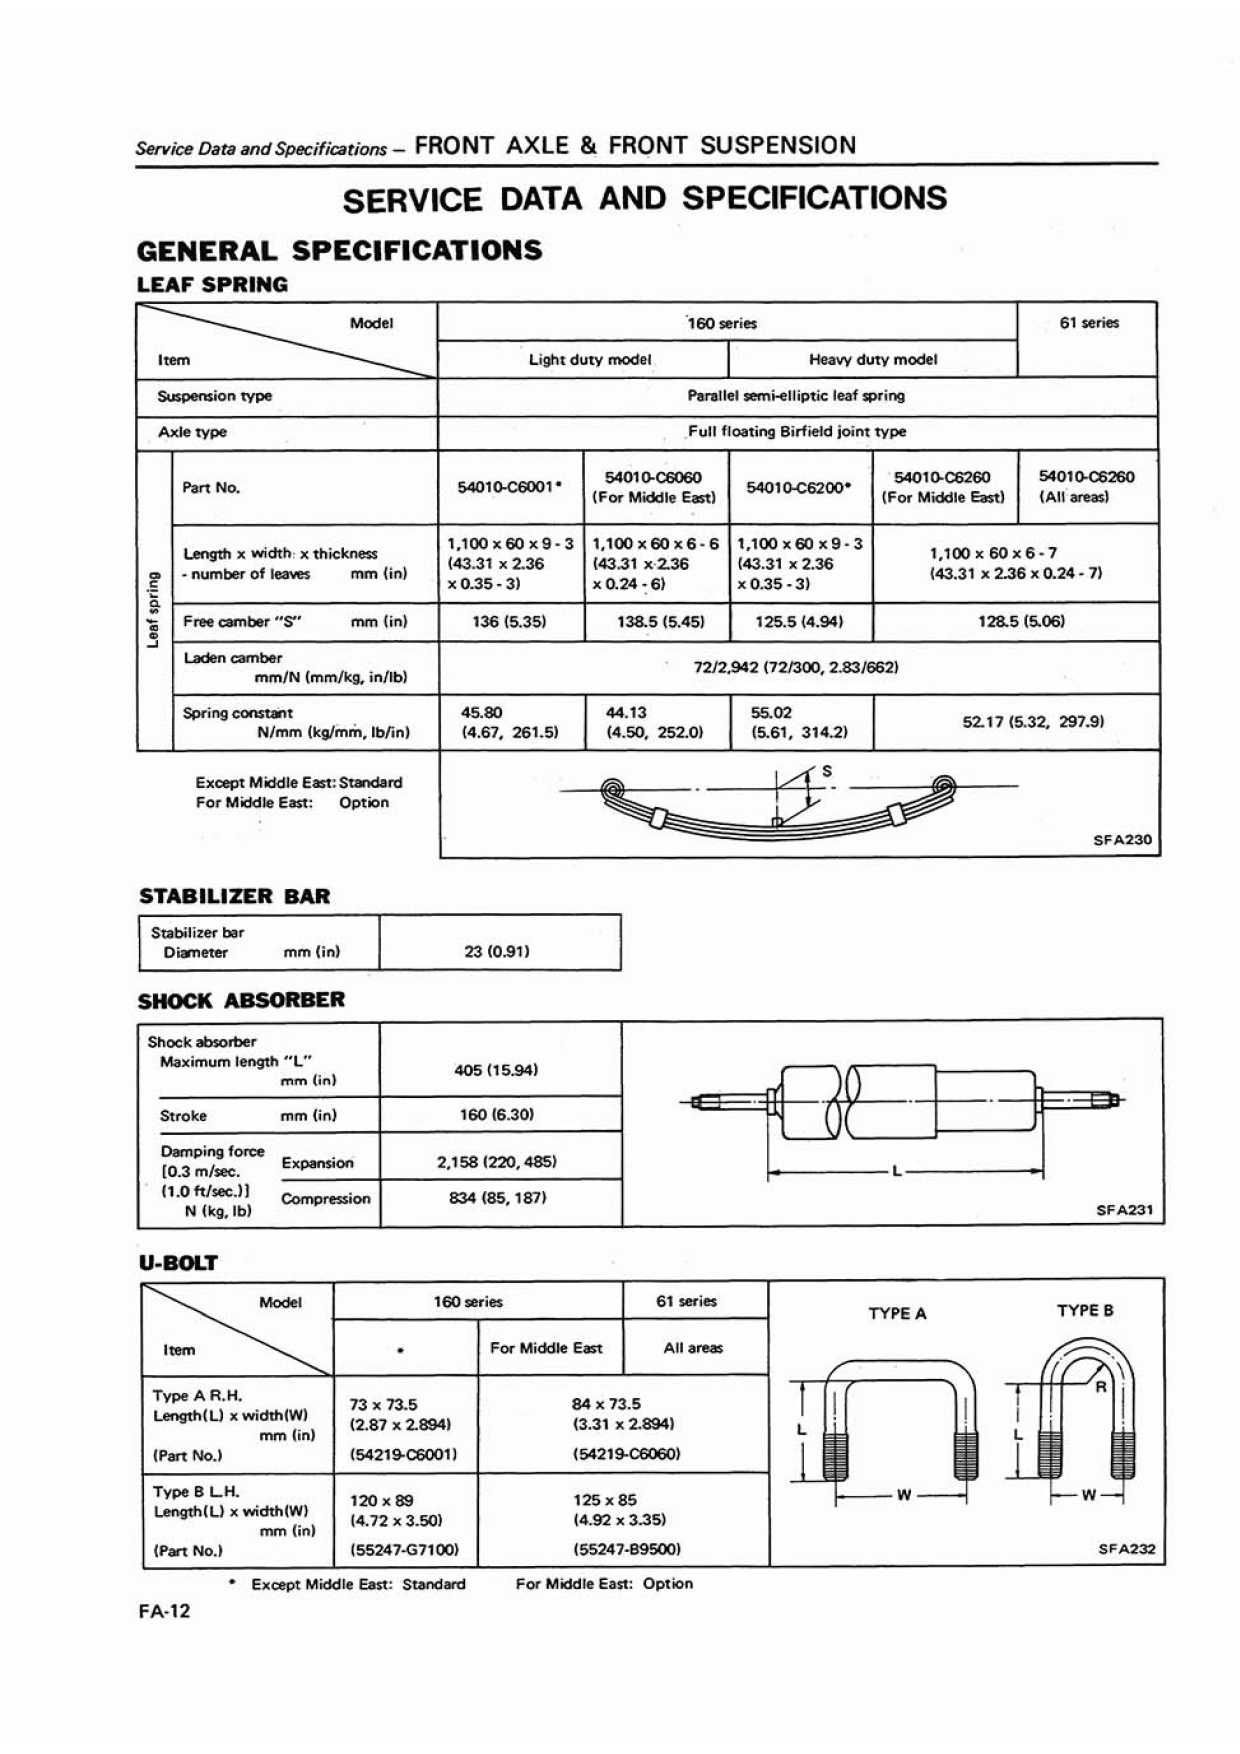 Service Data and Specifications — FRONT AXLE & FRONT SUSPENSION
SERVICE DATA AND SPECIFICATIONS
GENERAL SPECIFICATIONS
LEAF SPRING
Model
Item
160 series
61 series
Light duty model
Heavy duty model
Suspension type
Parallel semi-elliptic leaf spring
Axle type
Full floating Birfield joint type
Leaf spring
Part No.
54010-C6001*
54010-C6060
(For Middle East)
54010-C6200*
54010-C6260
(For Middle East)
54010-C6260
(All areas)
Length x width x thickness
- number of leaves mm (in)
1,100 x 60 x 9 - 3
(43.31 x 2.36
x 0.35 - 3)
1,100 x 60 x 6 - 6
(43.31 x 2.36
x 0.24 - 6)
1,100 x 60 x 9 - 3
(43.31 x 2.36
x 0.35 - 3)
1,100 x 60 x 6 - 7
(43.31 x 2.36 x 0.24 - 7)
Free camber "S" mm (in)
136 (5.35)
138.5 (5.45)
125.5 (4.94)
128.5 (5.06)
Laden camber
mm/N (mm/kg, in/lb)
72/2,942 (72/300, 2.83/662)
Spring constant
N/mm (kg/mm, lb/in)
45.80
(4.67, 261.5)
44.13
(4.50, 252.0)
55.02
(5.61, 314.2)
52.17 (5.32, 297.9)
Except Middle East: Standard
For Middle East: Option
S
SFA230
STABILIZER BAR
Stabilizer bar
Diameter mm (in)
23 (0.91)
SHOCK ABSORBER
Shock absorber
Maximum length "L"
mm (in)
405 (15.94)
Stroke mm (in)
160 (6.30)
Damping force
[0.3 m/sec.
(1.0 ft/sec.)]
N (kg, lb)
Expansion
2,158 (220, 485)
Compression
834 (85, 187)
L
SFA231
U-BOLT
Model
Item
160 series
61 series
*
For Middle East
All areas
Type A R.H.
Length(L) x width(W)
mm (in)
(Part No.)
73 x 73.5
(2.87 x 2.894)
(54219-C6001)
84 x 73.5
(3.31 x 2.894)
(54219-C6060)
Type B L.H.
Length(L) x width(W)
mm (in)
(Part No.)
120 x 89
(4.72 x 3.50)
(55247-G7100)
125 x 85
(4.92 x 3.35)
(55247-B9500)
TYPE A
TYPE B
R
L
L
W
W
SFA232
* Except Middle East: Standard For Middle East: Option
FA-12